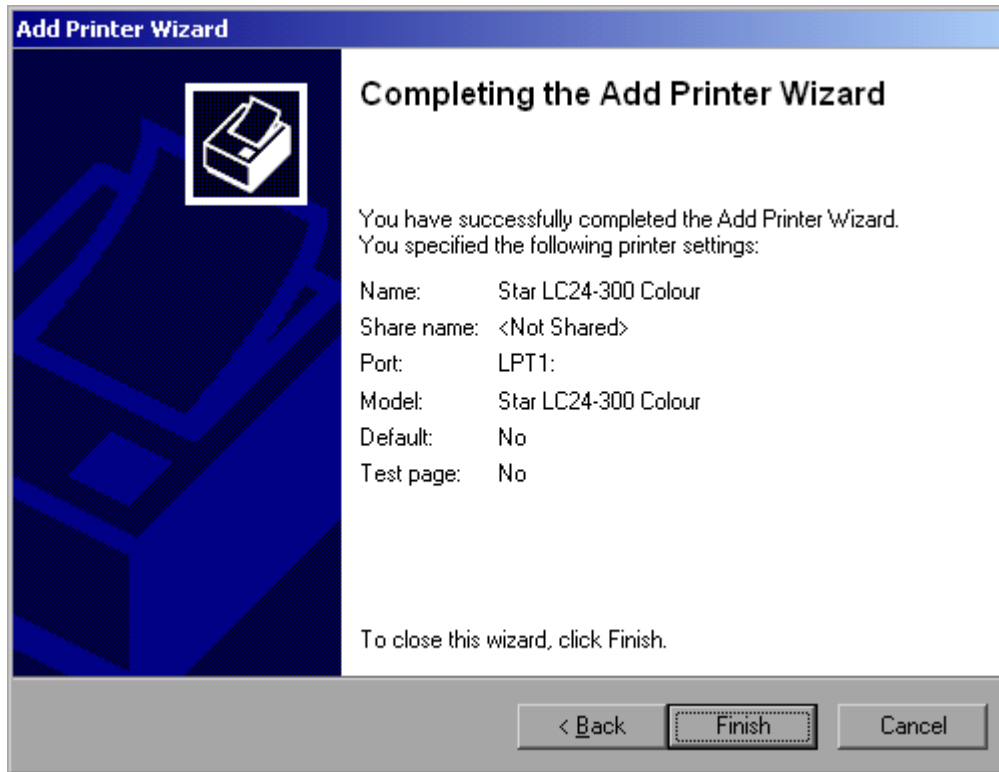 Add Printer Wizard
Completing the Add Printer Wizard
You have successfully completed the Add Printer Wizard.
You specified the following printer settings:
Name: Star LC24-300 Colour
Share name: <Not Shared>
Port: LPT1:
Model: Star LC24-300 Colour
Default: No
Test page: No
To close this wizard, click Finish.
< Back Finish Cancel